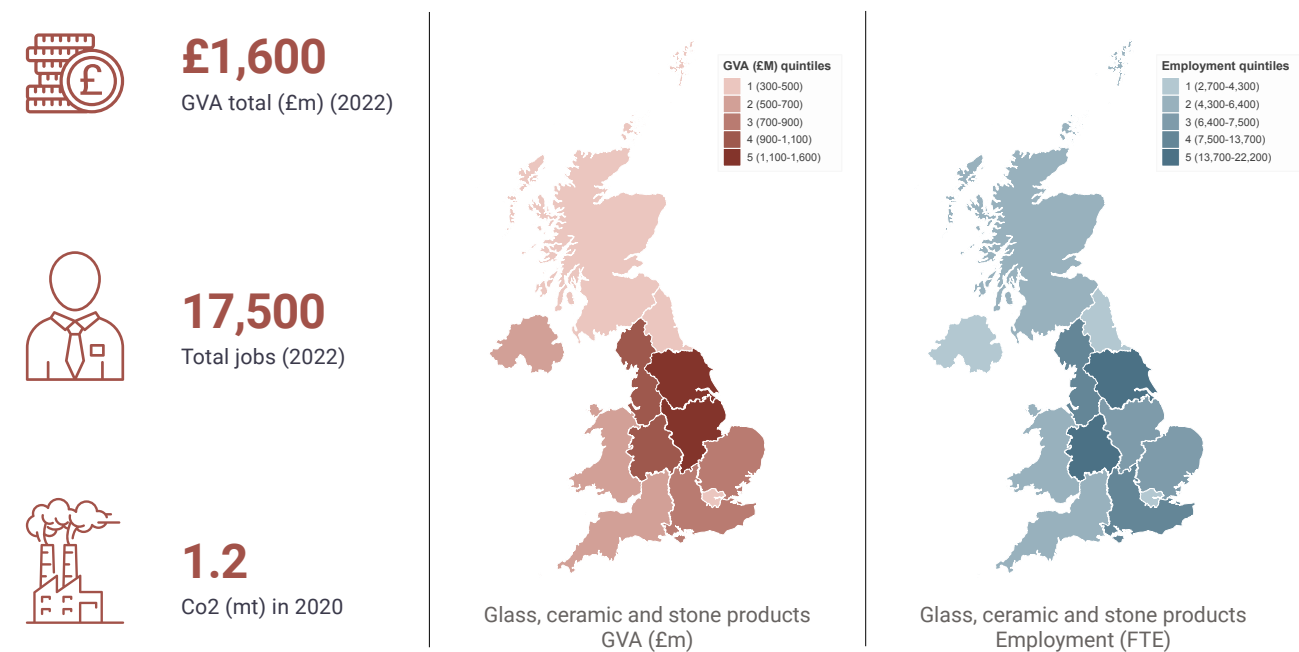 £1,600
GVA total (£m) (2022)
17,500
Total jobs (2022)
1.2
Co2 (mt) in 2020
GVA (£M) quintiles
1 (300-500)
2 (500-700)
3 (700-900)
4 (900-1,100)
5 (1,100-1,600)
Glass, ceramic and stone products
GVA (£m)
Employment quintiles
1 (2,700-4,300)
2 (4,300-6,400)
3 (6,400-7,500)
4 (7,500-13,700)
5 (13,700-22,200)
Glass, ceramic and stone products
Employment (FTE)